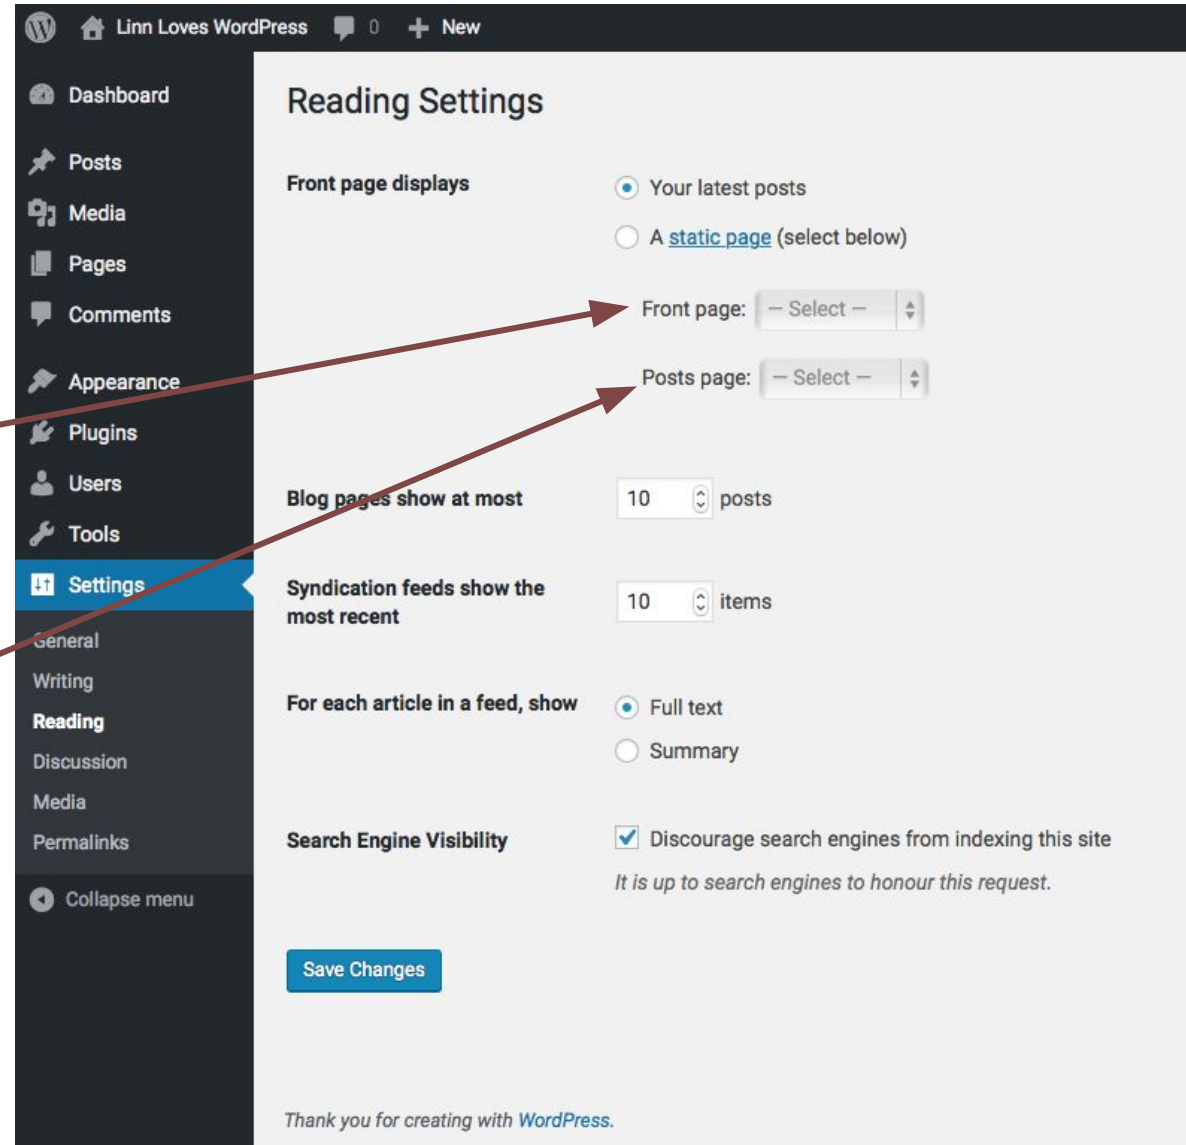 Linn Loves WordPress 0 New
Dashboard
Posts
Media
Pages
Comments
Appearance
Plugins
Users
Tools
Settings
General
Writing
Reading
Discussion
Media
Permalinks
Collapse menu
Reading Settings
Front page displays
Your latest posts
A static page (select below)
Front page: — Select —
Posts page: — Select —
Blog pages show at most 10 posts
Syndication feeds show the
most recent
10 items
For each article in a feed, show
Full text
Summary
Search Engine Visibility
Discourage search engines from indexing this site
It is up to search engines to honour this request.
Save Changes
Thank you for creating with WordPress.